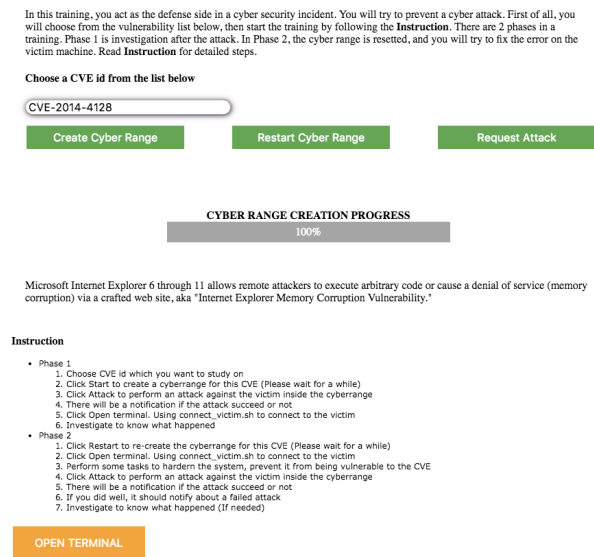 In this training, you act as the defense side in a cyber security incident. You will try to prevent a cyber attack. First of all, you
will choose from the vulnerability list below, then start the training by following the Instruction. There are 2 phases in a
training. Phase 1 is investigation after the attack. In Phase 2, the cyber range is resetted, and you will try to fix the error on the
victim machine. Read Instruction for detailed steps.
Choose a CVE id from the list below
CVE-2014-4128
Create Cyber Range Restart Cyber Range Request Attack
CYBER RANGE CREATION PROGRESS
100%
Microsoft Internet Explorer 6 through 11 allows remote attackers to execute arbitrary code or cause a denial of service (memory
corruption) via a crafted web site, aka "Internet Explorer Memory Corruption Vulnerability."
Instruction
• Phase 1
1. Choose CVE id which you want to study on
2. Click Start to create a cyberrange for this CVE (Please wait for a while)
3. Click Attack to perform an attack against the victim inside the cyberrange
4. There will be a notification if the attack succeed or not
5. Click Open terminal. Using connect_victim.sh to connect to the victim
6. Investigate to know what happened
• Phase 2
1. Click Restart to re-create the cyberrange for this CVE (Please wait for a while)
2. Click Open terminal. Using connect_victim.sh to connect to the victim
3. Perform some tasks to hardern the system, prevent it from being vulnerable to the CVE
4. Click Attack to perform an attack against the victim inside the cyberrange
5. There will be a notification if the attack succeed or not
6. If you did well, it should notify about a failed attack
7. Investigate to know what happened (If needed)
OPEN TERMINAL